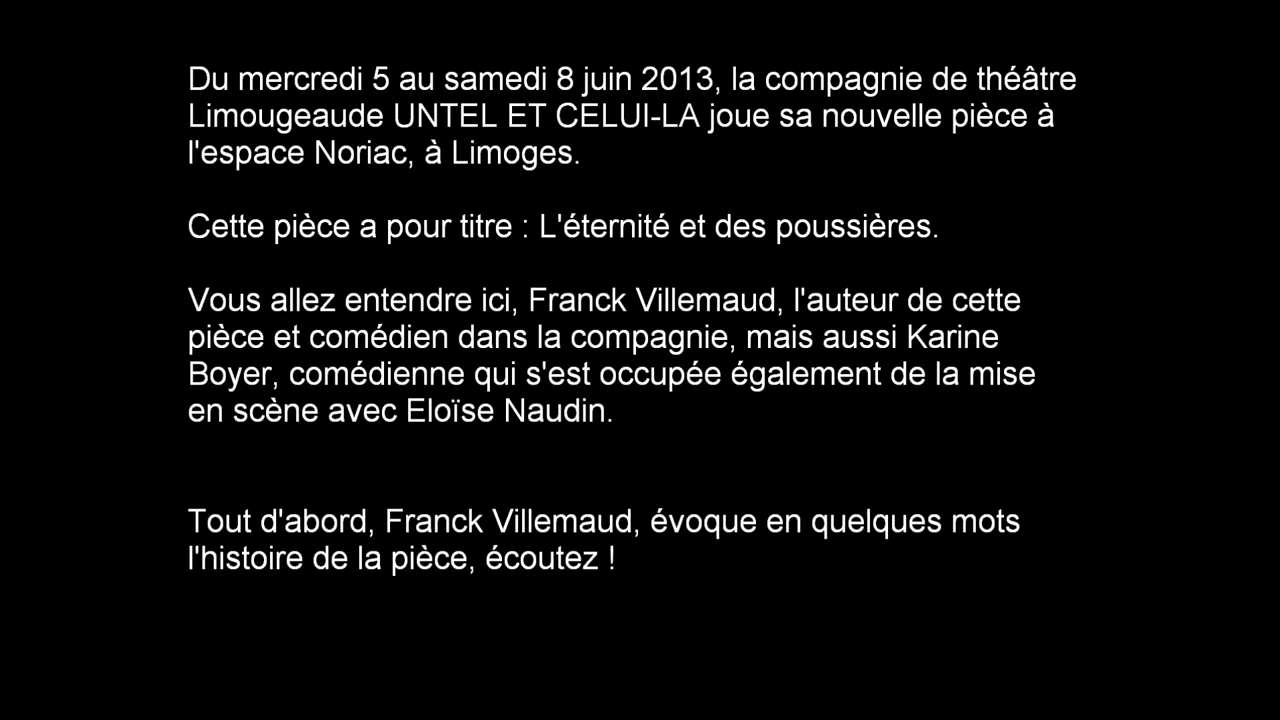 Du mercredi 5 au samedi 8 juin 2013, la compagnie de théâtre
Limougeaude UNTEL ET CELUI-LA joue sa nouvelle pièce à
l'espace Noriac, à Limoges.
Cette pièce a pour titre : L'éternité et des poussières.
Vous allez entendre ici, Franck Villemaud, l'auteur de cette
pièce et comédien dans la compagnie, mais aussi Karine
Boyer, comédienne qui s'est occupée également de la mise
en scène avec Eloïse Naudin.
Tout d'abord, Franck Villemaud, évoque en quelques mots
l'histoire de la pièce, écoutez !